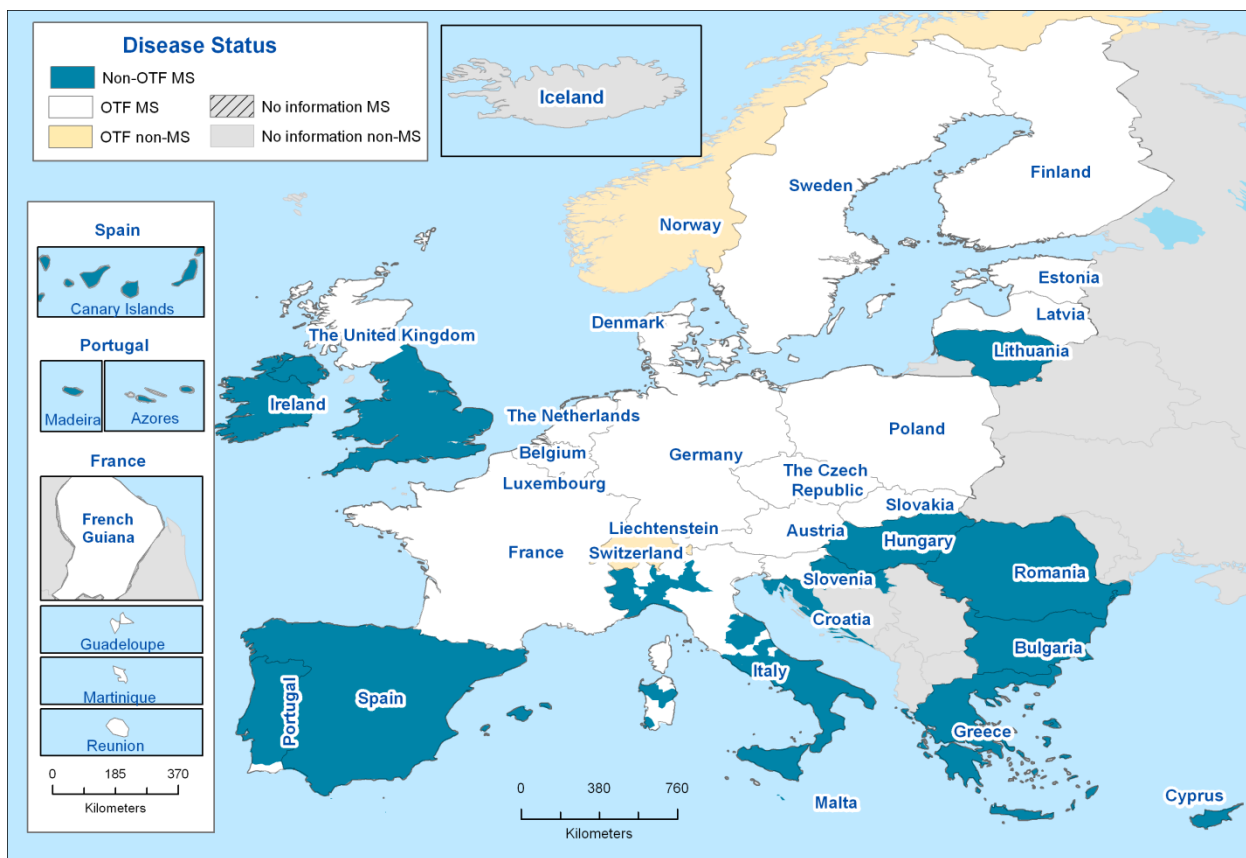 Disease Status
Non-OTF MS
OTF MS
No information MS
OTF non-MS
No information non-MS
Iceland
Spain
Canary Islands
Portugal
Madeira
Azores
France
French
Guiana
Guadeloupe
Martinique
Reunion
0 185 370
Kilometers
Finland
Sweden
Norway
Estonia
Latvia
Lithuania
Denmark
The United Kingdom
Ireland
The Netherlands
Belgium
Luxembourg
Germany
Poland
The Czech
Republic
Slovakia
Liechtenstein
Austria
Hungary
France
Switzerland
Slovenia
Romania
Croatia
Bulgaria
Italy
Portugal
Spain
Greece
Malta
Cyprus
0 380 760
Kilometers